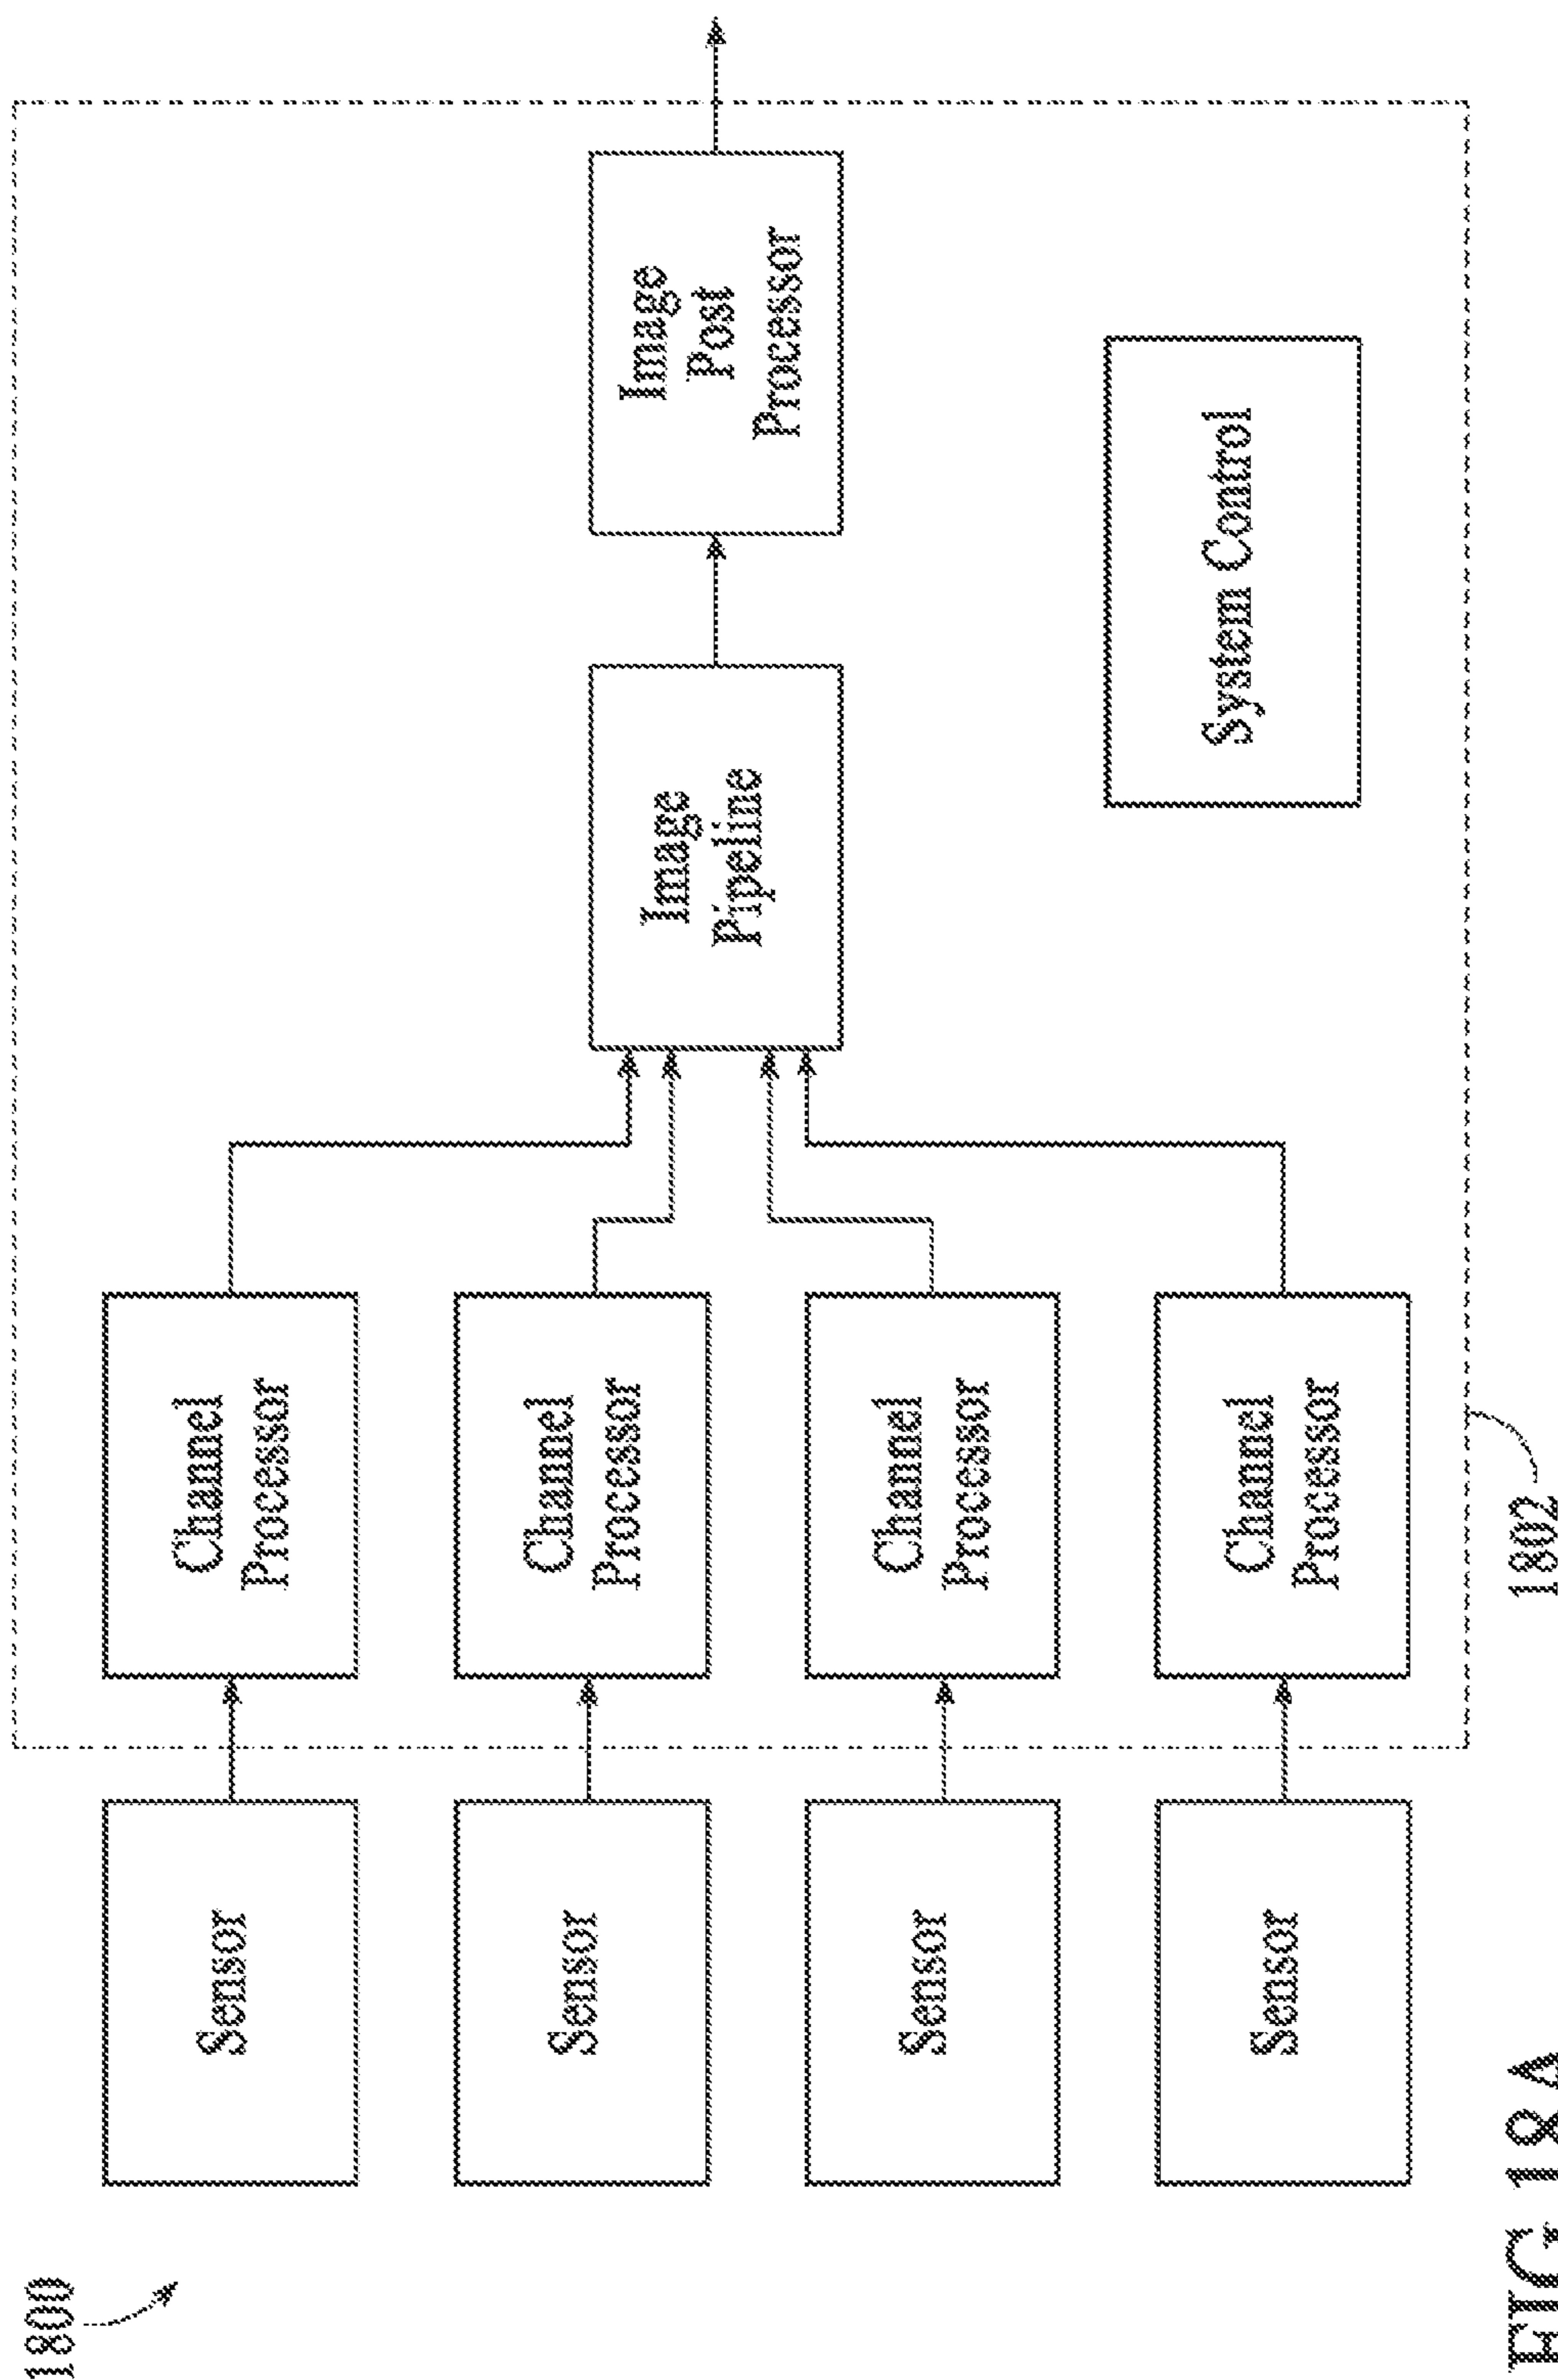 1800
Sensor
Sensor
Sensor
Sensor
Channel
Processor
Channel
Processor
Channel
Processor
Channel
Processor
Image
Pipeline
Image
Post
Processor
System Control
1802
FIG 18A